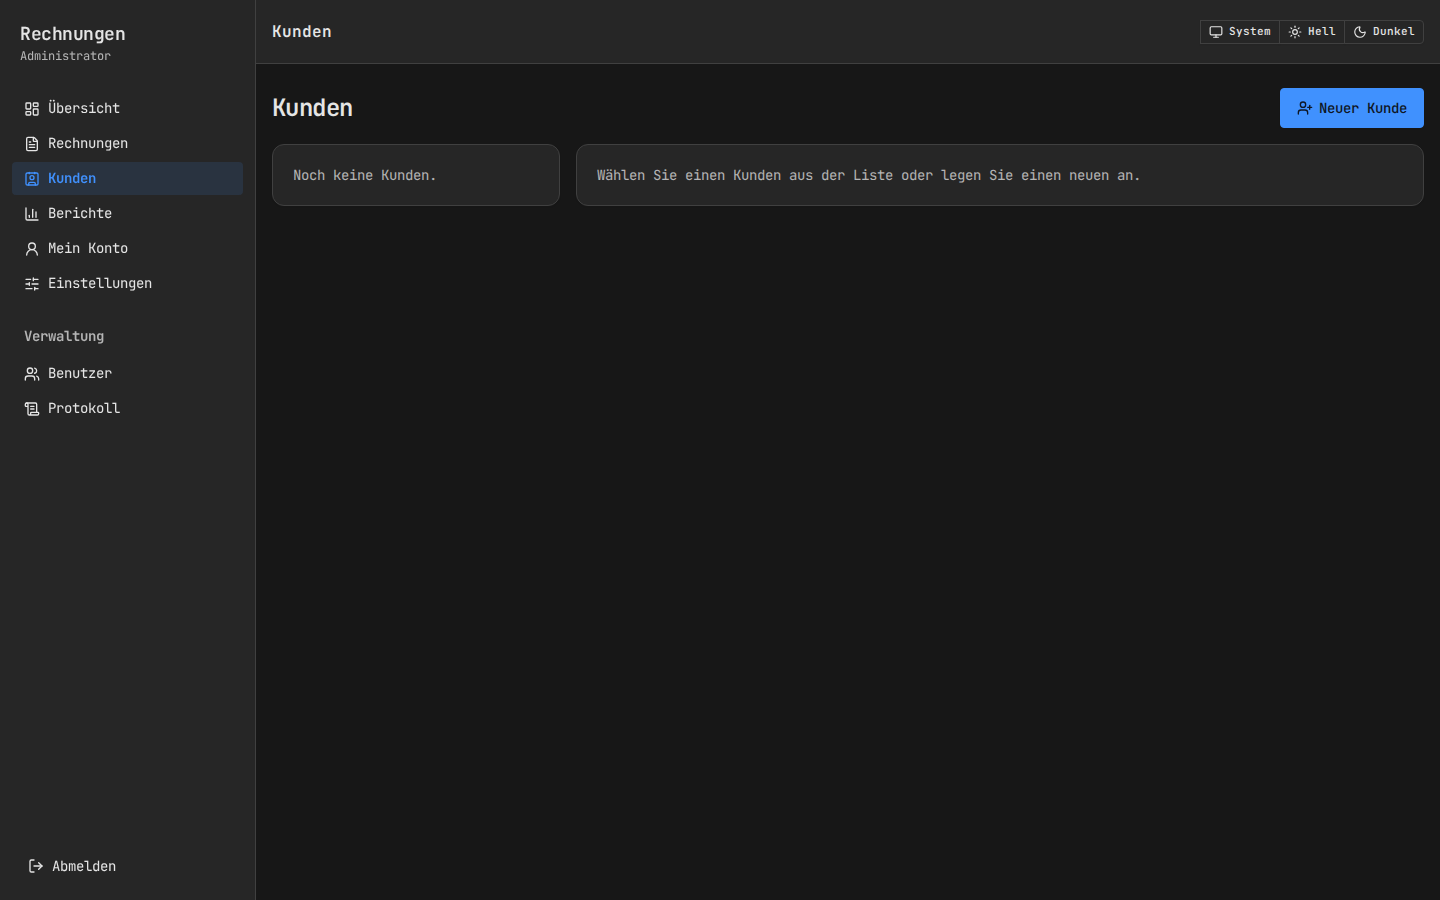 Rechnungen
Administrator
Übersicht
Rechnungen
Kunden
Berichte
Mein Konto
Einstellungen
Verwaltung
Benutzer
Protokoll
Abmelden
Kunden
System Hell Dunkel
Kunden
Neuer Kunde
Noch keine Kunden.
Wählen Sie einen Kunden aus der Liste oder legen Sie einen neuen an.